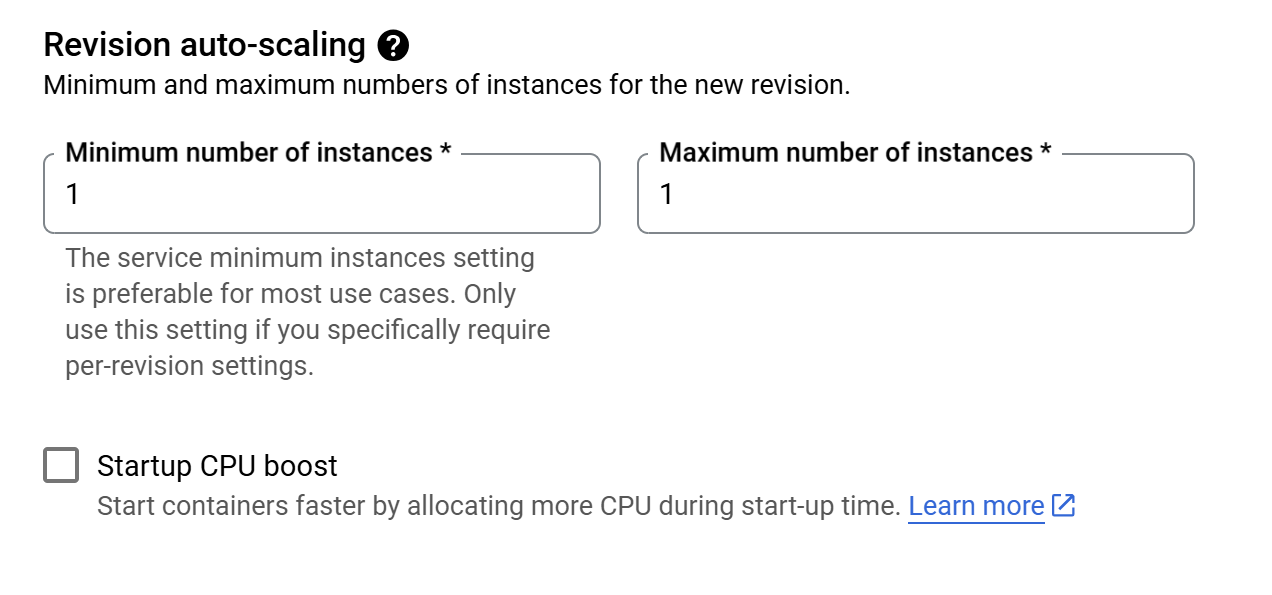 Revision auto-scaling ?
Minimum and maximum numbers of instances for the new revision.
Minimum number of instances *
1
Maximum number of instances *
1
The service minimum instances setting
is preferable for most use cases. Only
use this setting if you specifically require
per-revision settings.
Startup CPU boost
Start containers faster by allocating more CPU during start-up time. Learn more